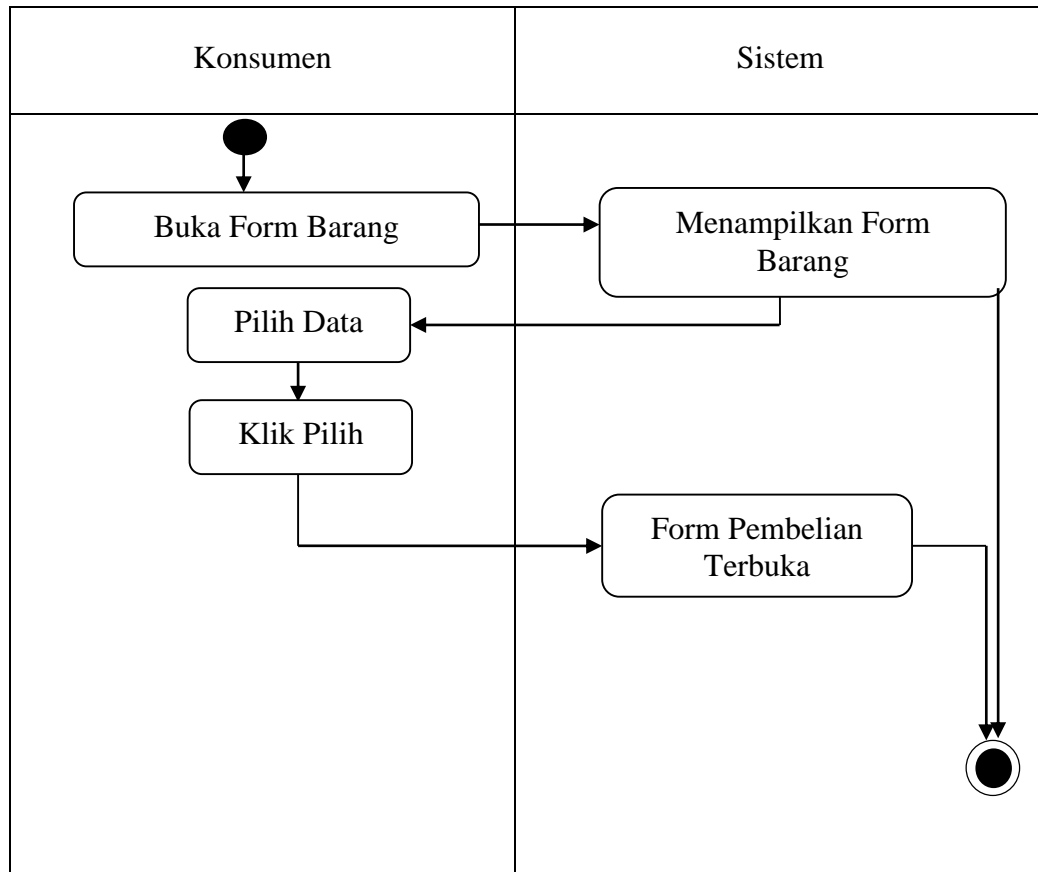 Konsumen
Sistem
Buka Form Barang
Menampilkan Form
Barang
Pilih Data
Klik Pilih
Form Pembelian
Terbuka